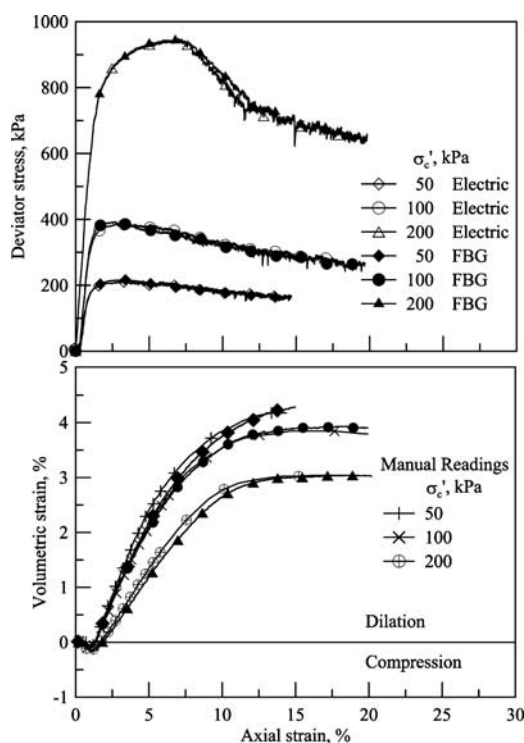 1000
800
600
400
200
0
Deviator stress, kPa
σc', kPa
50 Electric
100 Electric
200 Electric
50 FBG
100 FBG
200 FBG
5
4
3
2
1
0
-1
Volumetric strain, %
Manual Readings
σc', kPa
50
100
200
Dilation
Compression
0 5 10 15 20 25 30
Axial strain, %